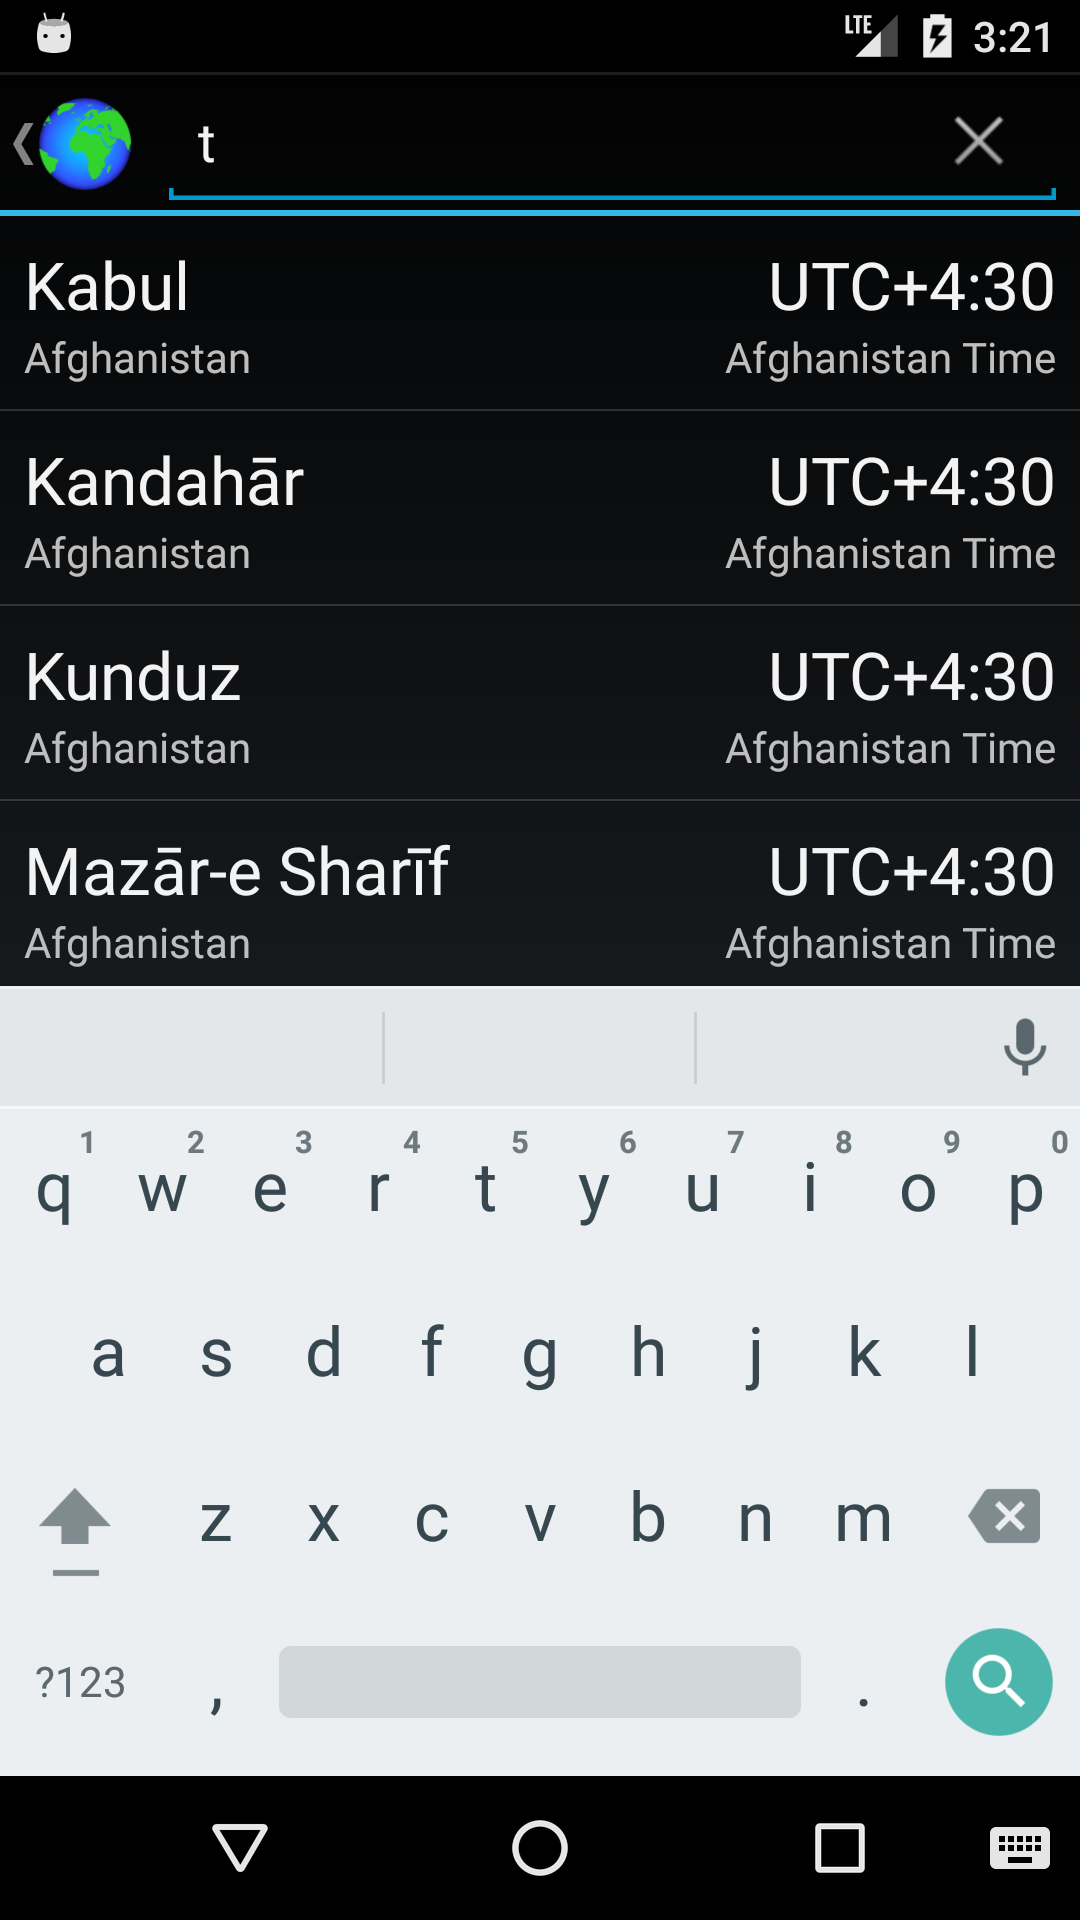 LTE 3:21
t
Kabul UTC+4:30
Afghanistan Afghanistan Time
Kandahār UTC+4:30
Afghanistan Afghanistan Time
Kunduz UTC+4:30
Afghanistan Afghanistan Time
Mazār-e Sharīf UTC+4:30
Afghanistan Afghanistan Time
1 2 3 4 5 6 7 8 9 0
q w e r t y u i o p
a s d f g h j k l
z x c v b n m
?123 , .